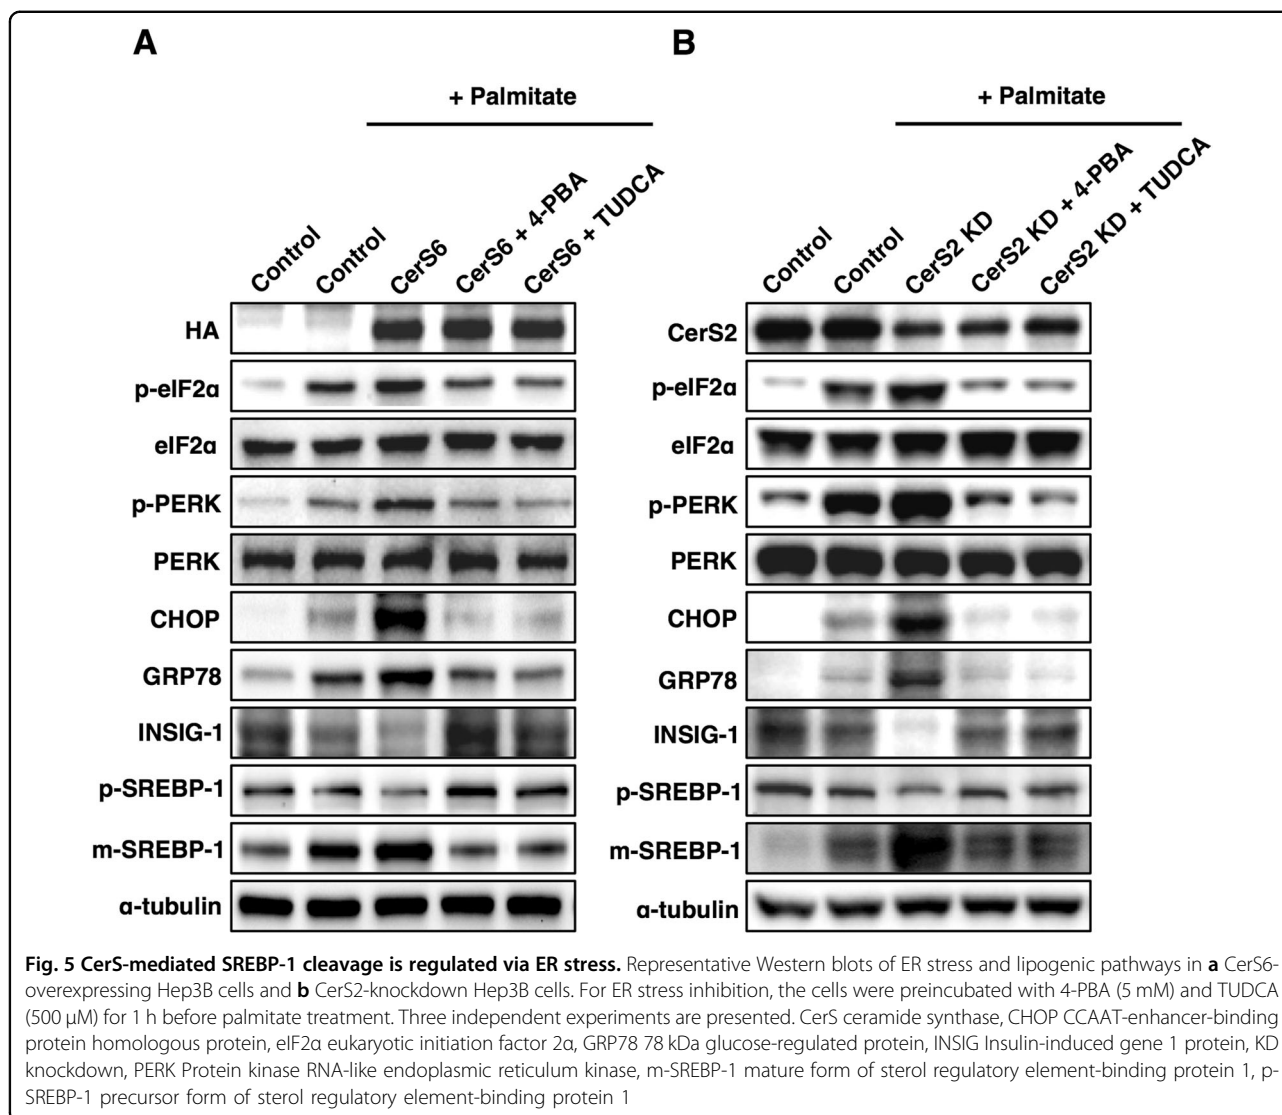 A
+ Palmitate
Control
Control
CerS6
CerS6 + 4-PBA
CerS6 + TUDCA
HA
p-eIF2α
eIF2α
p-PERK
PERK
CHOP
GRP78
INSIG-1
p-SREBP-1
m-SREBP-1
α-tubulin
B
+ Palmitate
Control
Control
CerS2 KD
CerS2 KD + 4-PBA
CerS2 KD + TUDCA
CerS2
p-eIF2α
eIF2α
p-PERK
PERK
CHOP
GRP78
INSIG-1
p-SREBP-1
m-SREBP-1
α-tubulin
Fig. 5 CerS-mediated SREBP-1 cleavage is regulated via ER stress. Representative Western blots of ER stress and lipogenic pathways in a CerS6-
overexpressing Hep3B cells and b CerS2-knockdown Hep3B cells. For ER stress inhibition, the cells were preincubated with 4-PBA (5 mM) and TUDCA
(500 μM) for 1 h before palmitate treatment. Three independent experiments are presented. CerS ceramide synthase, CHOP CCAAT-enhancer-binding
protein homologous protein, eIF2α eukaryotic initiation factor 2α, GRP78 78 kDa glucose-regulated protein, INSIG Insulin-induced gene 1 protein, KD
knockdown, PERK Protein kinase RNA-like endoplasmic reticulum kinase, m-SREBP-1 mature form of sterol regulatory element-binding protein 1, p-
SREBP-1 precursor form of sterol regulatory element-binding protein 1